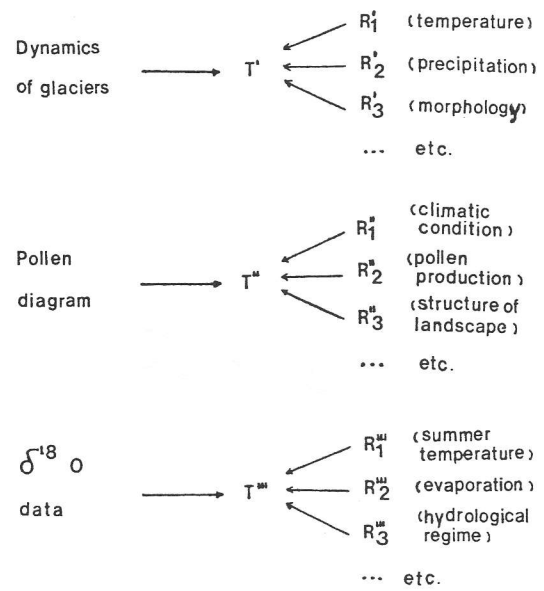 Dynamics
of glaciers
T'
R'1 (temperature)
R'2 (precipitation)
R'3 (morphology)
... etc.
Pollen
diagram
T"
R"1 (climatic
condition)
R"2 (pollen
production)
R"3 (structure of
landscape)
... etc.
δ18 O
data
T'''
R'''1 (summer
temperature)
R'''2 (evaporation)
R'''3 (hydrological
regime)
... etc.